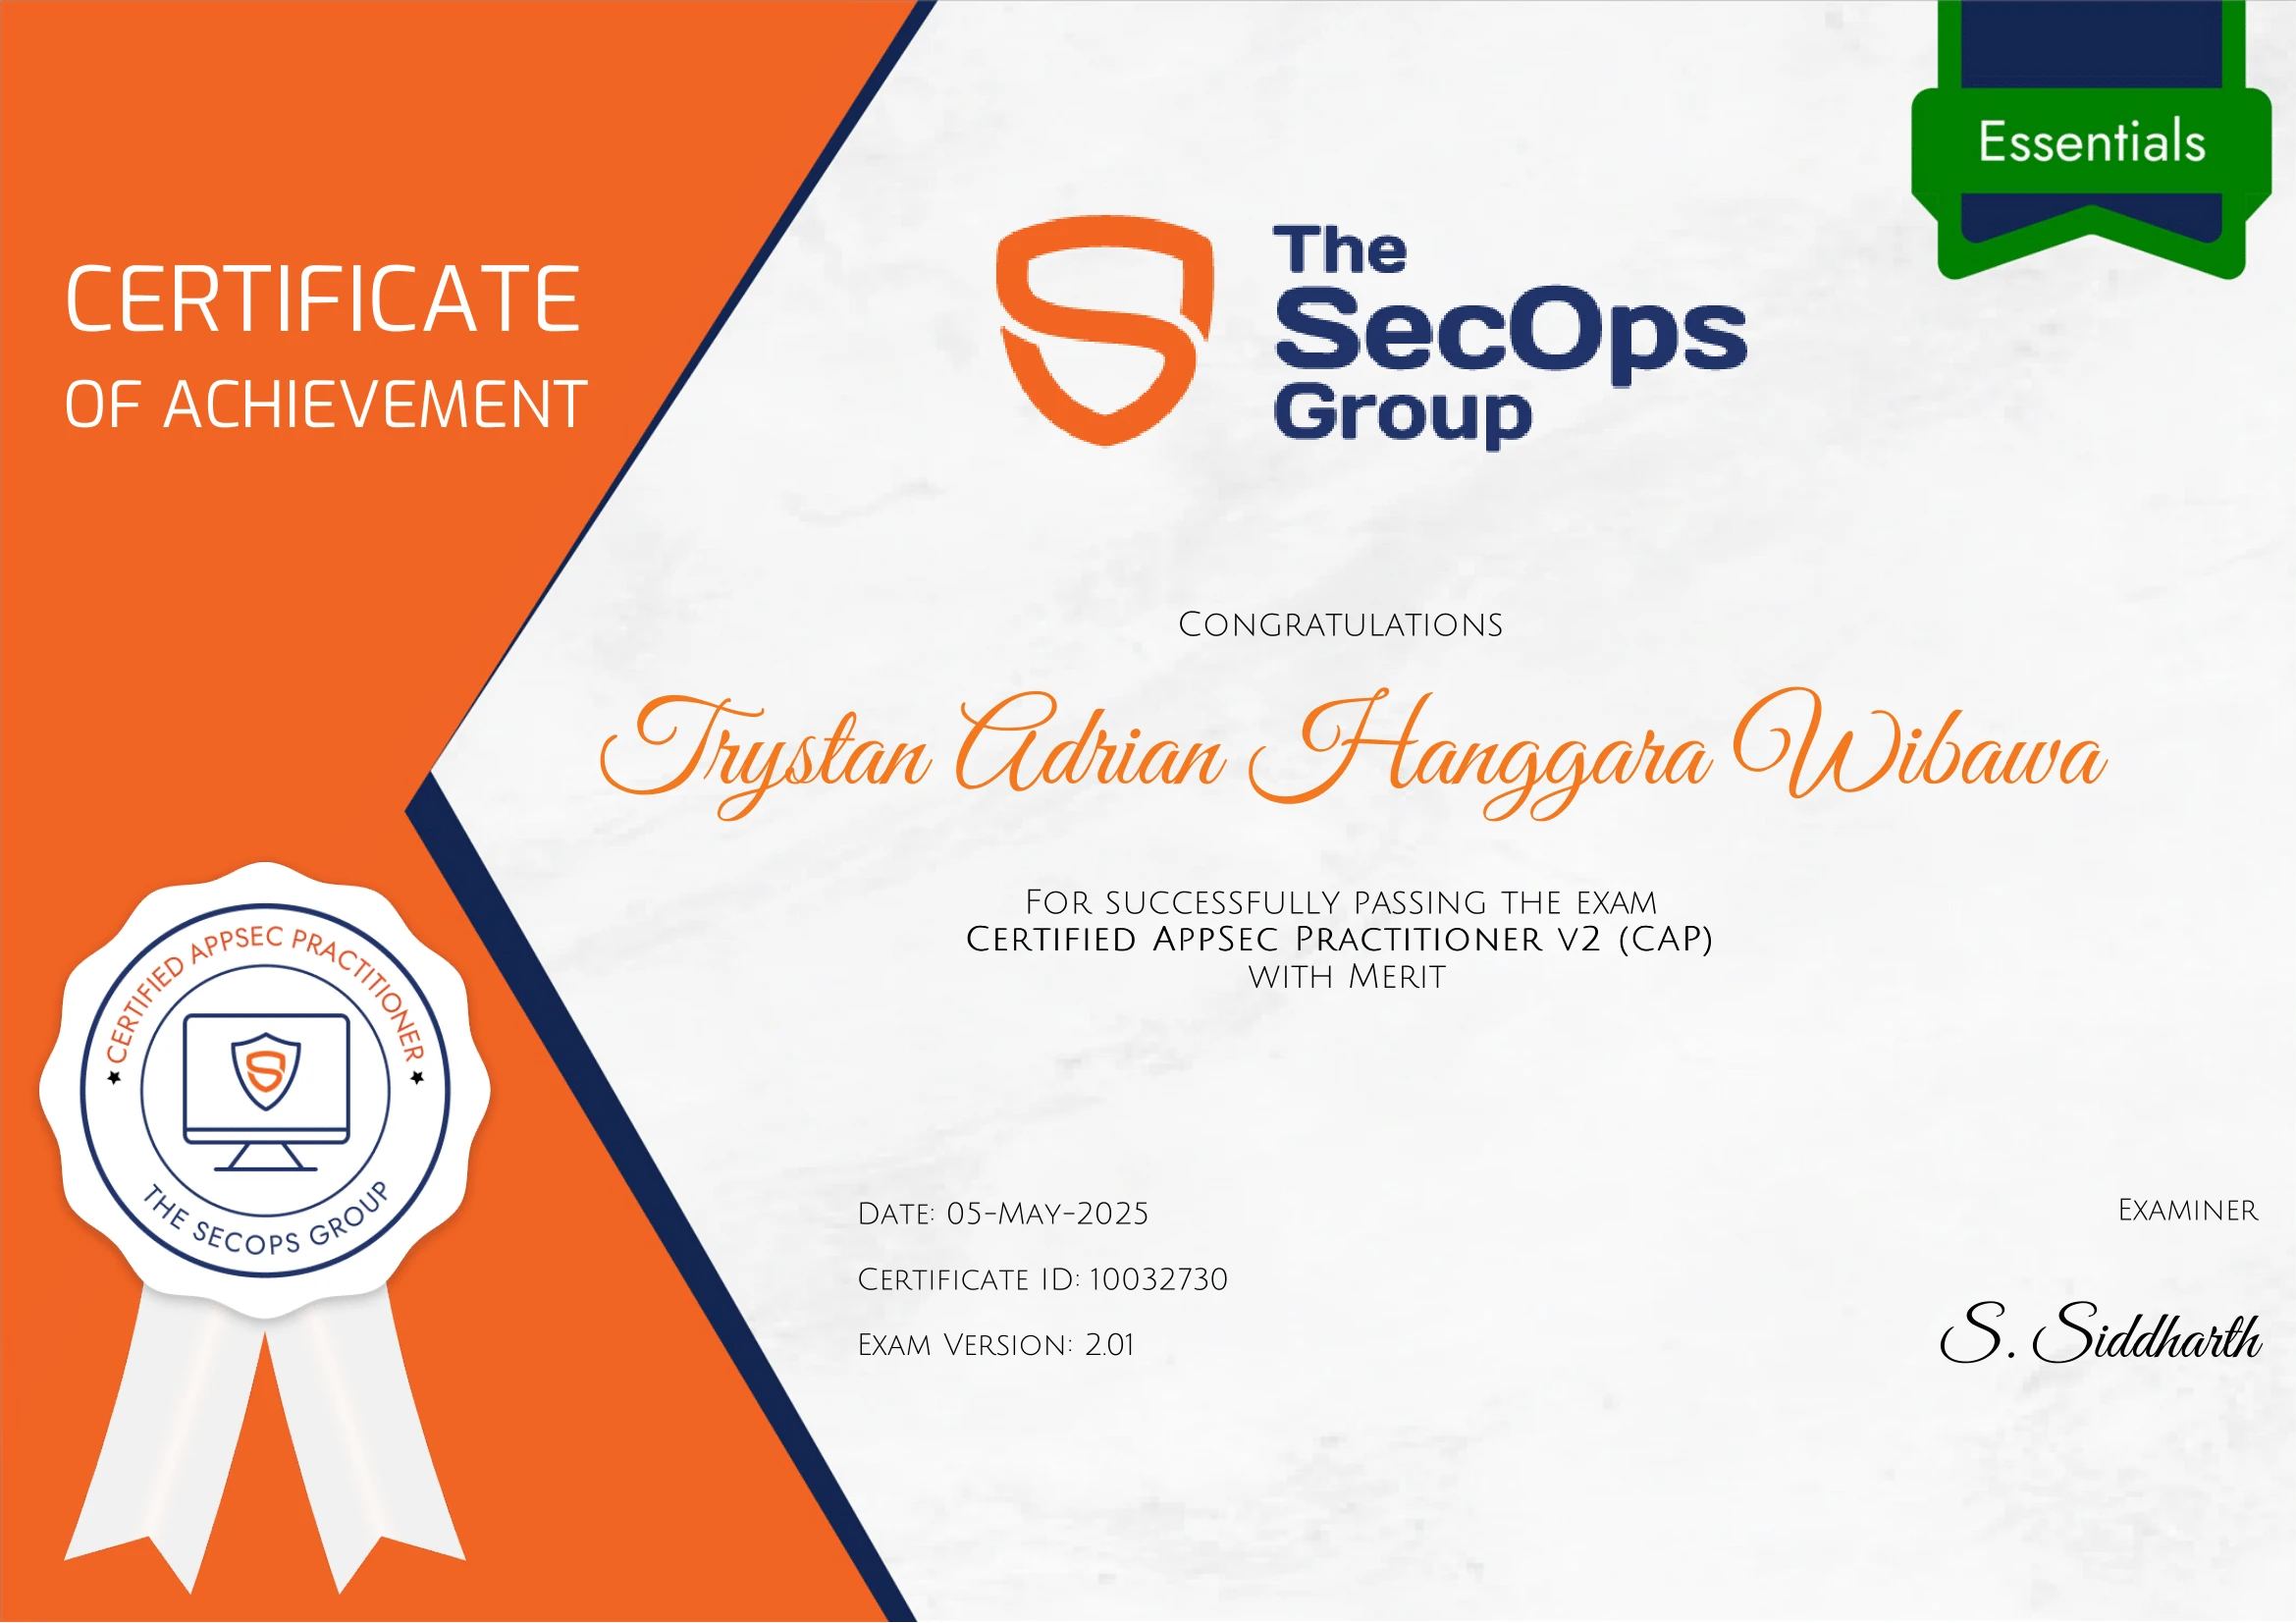 Essentials
CERTIFICATE
OF ACHIEVEMENT
The
SecOps
Group
Congratulations
Trystan Adrian Hanggara Wibawa
For successfully passing the exam
Certified AppSec Practitioner v2 (CAP)
with Merit
CERTIFIED APPSEC PRACTITIONER
THE SECOPS GROUP
Date: 05-May-2025
Certificate ID: 10032730
Exam Version: 2.01
Examiner
S. Siddharth